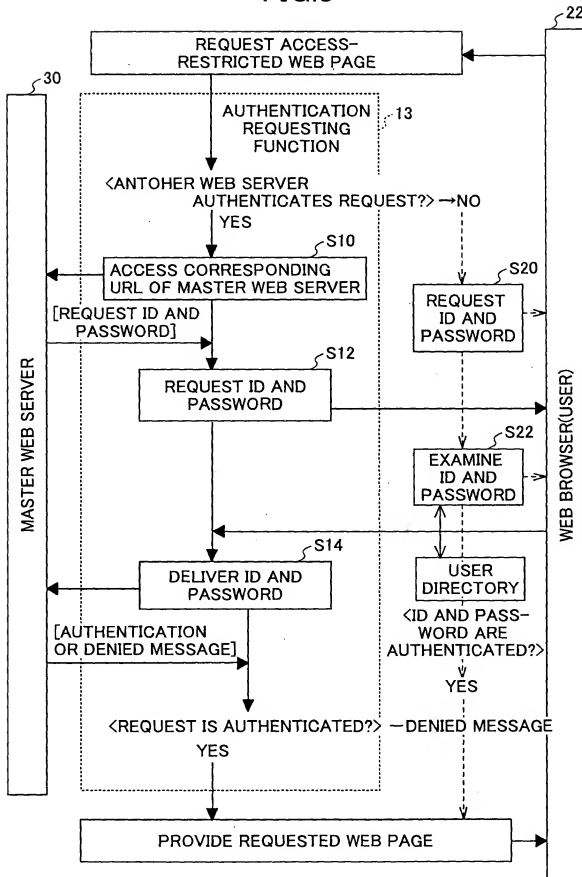 22
REQUEST ACCESS-
RESTRICTED WEB PAGE
30
13
AUTHENTICATION
REQUESTING
FUNCTION
<ANTOHER WEB SERVER
AUTHENTICATES REQUEST?> →NO
YES
S10
ACCESS CORRESPONDING
URL OF MASTER WEB SERVER
S20
REQUEST
ID AND
PASSWORD
[REQUEST ID AND
PASSWORD]
S12
REQUEST ID AND
PASSWORD
MASTER WEB SERVER
WEB BROWSER(USER)
S22
EXAMINE
ID AND
PASSWORD
S14
DELIVER ID AND
PASSWORD
USER
DIRECTORY
[AUTHENTICATION
OR DENIED MESSAGE]
<ID AND PASS-
WORD ARE
AUTHENTICATED?>
YES
<REQUEST IS AUTHENTICATED?> —DENIED MESSAGE
YES
PROVIDE REQUESTED WEB PAGE